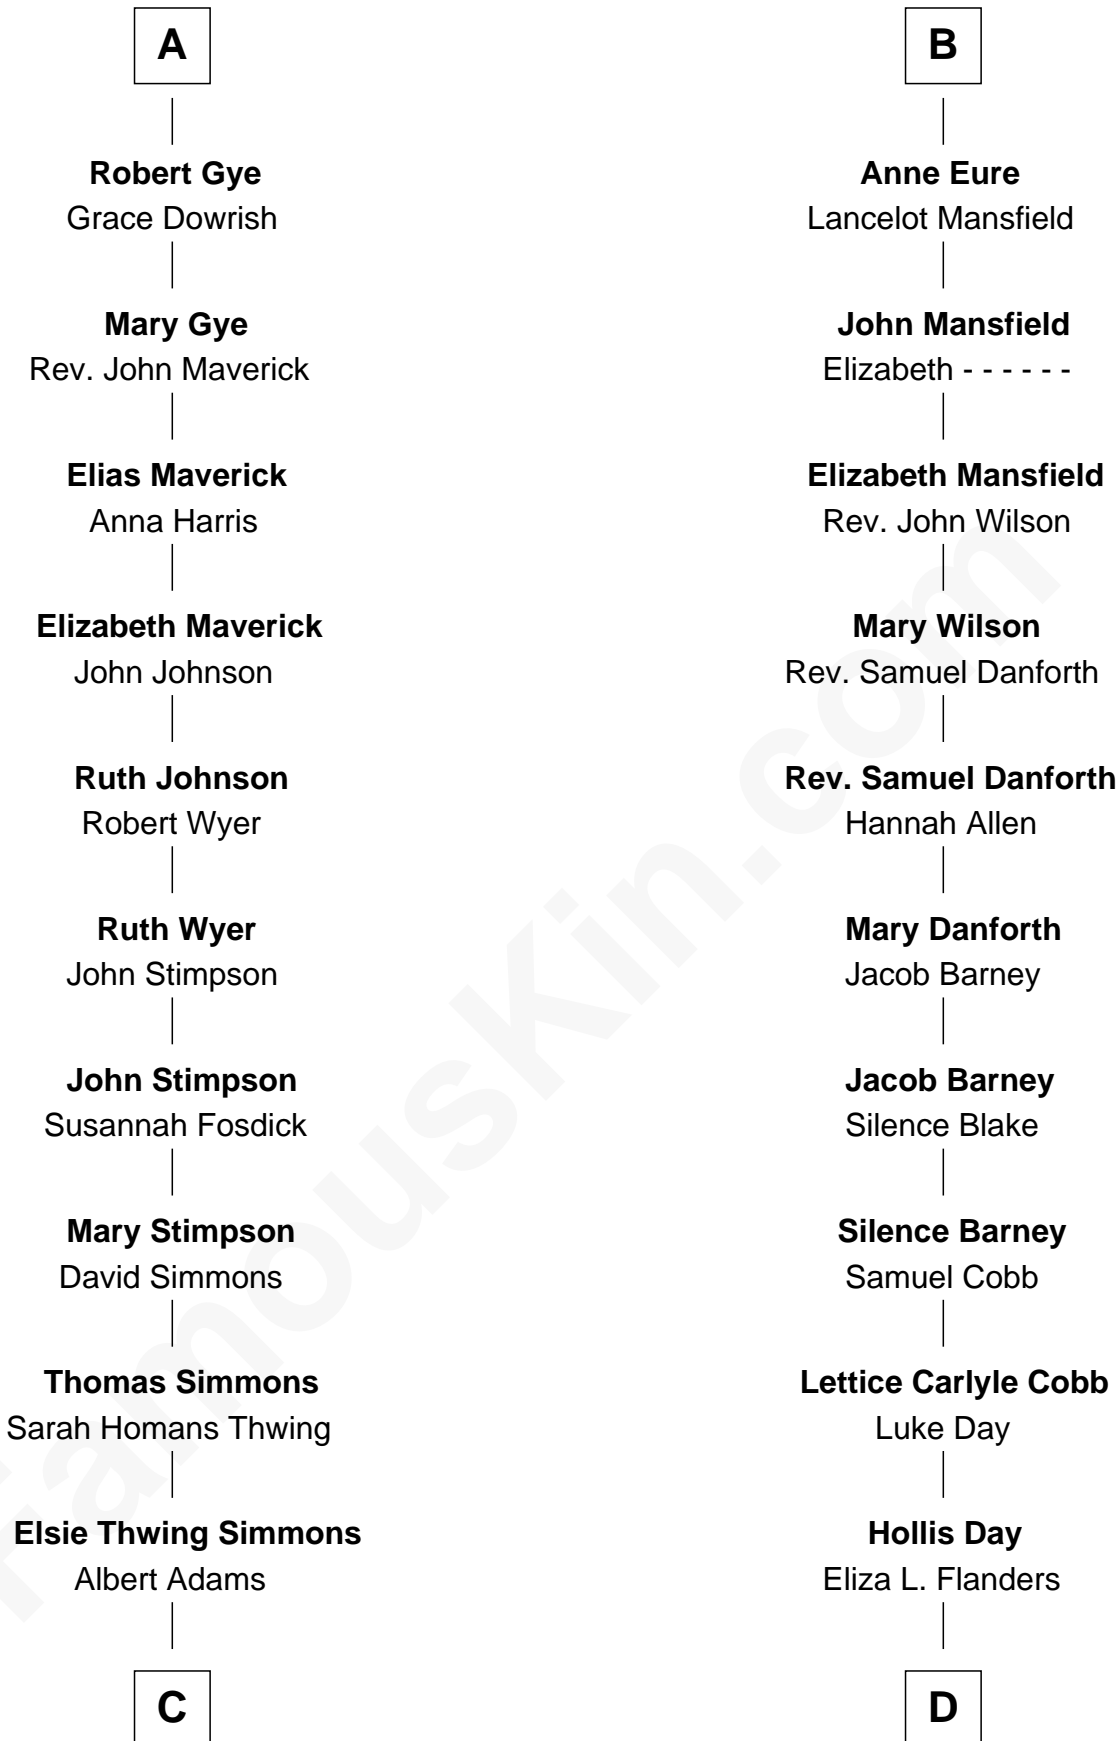 A
Robert Gye
Grace Dowrish
Mary Gye
Rev. John Maverick
Elias Maverick
Anna Harris
Elizabeth Maverick
John Johnson
Ruth Johnson
Robert Wyer
Ruth Wyer
John Stimpson
John Stimpson
Susannah Fosdick
Mary Stimpson
David Simmons
Thomas Simmons
Sarah Homans Thwing
Elsie Thwing Simmons
Albert Adams
C
B
Anne Eure
Lancelot Mansfield
John Mansfield
Elizabeth - - - - - -
Elizabeth Mansfield
Rev. John Wilson
Mary Wilson
Rev. Samuel Danforth
Rev. Samuel Danforth
Hannah Allen
Mary Danforth
Jacob Barney
Jacob Barney
Silence Blake
Silence Barney
Samuel Cobb
Lettice Carlyle Cobb
Luke Day
Hollis Day
Eliza L. Flanders
D
FamousKin.com